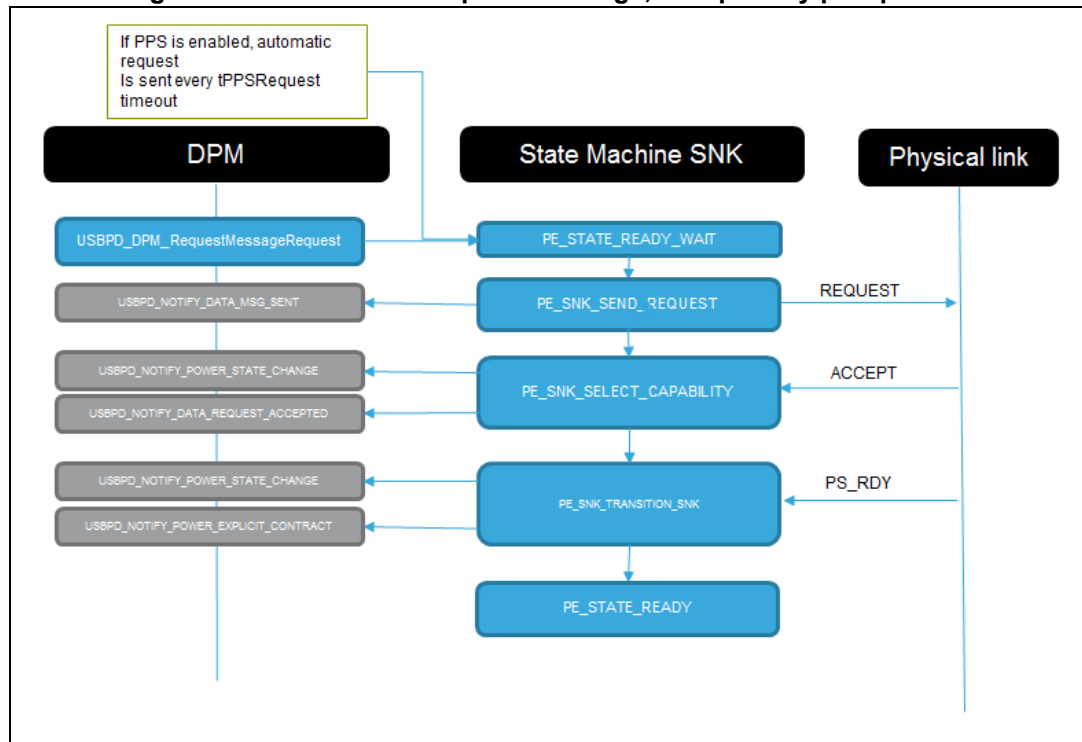 If PPS is enabled, automatic
request
Is sent every tPPSRequest
timeout
DPM
State Machine SNK
Physical link
USBPD_DPM_RequestMessageRequest
PE_STATE_READY_WAIT
USBPD_NOTIFY_DATA_MSG_SENT
PE_SNK_SEND_REQUEST
REQUEST
USBPD_NOTIFY_POWER_STATE_CHANGE
PE_SNK_SELECT_CAPABILITY
ACCEPT
USBPD_NOTIFY_DATA_REQUEST_ACCEPTED
USBPD_NOTIFY_POWER_STATE_CHANGE
PE_SNK_TRANSITION_SNK
PS_RDY
USBPD_NOTIFY_POWER_EXPLICIT_CONTRACT
PE_STATE_READY